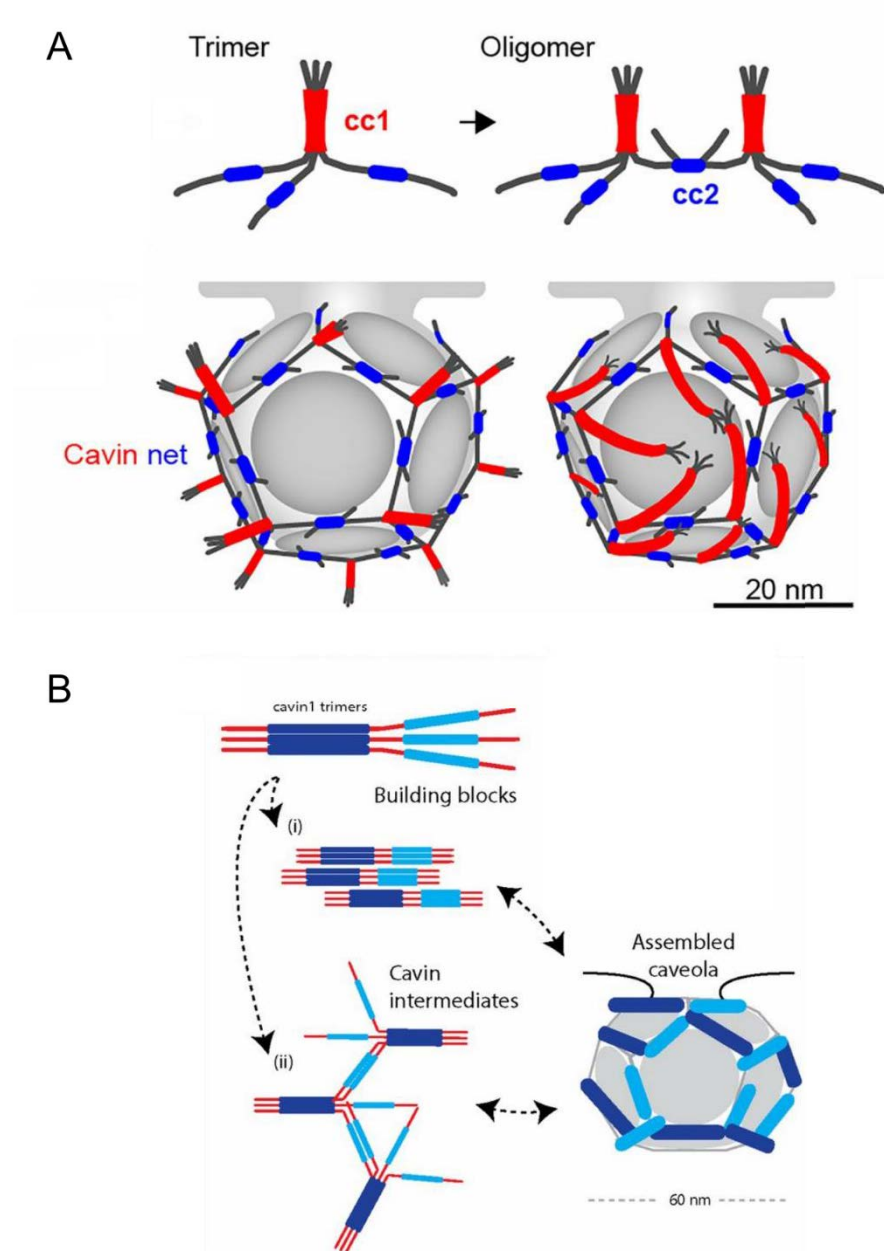 A
Trimer
Oligomer
cc1
cc2
Cavin net
20 nm
B
cavin1 trimers
Building blocks
(i)
Assembled
caveola
Cavin
intermediates
(ii)
60 nm